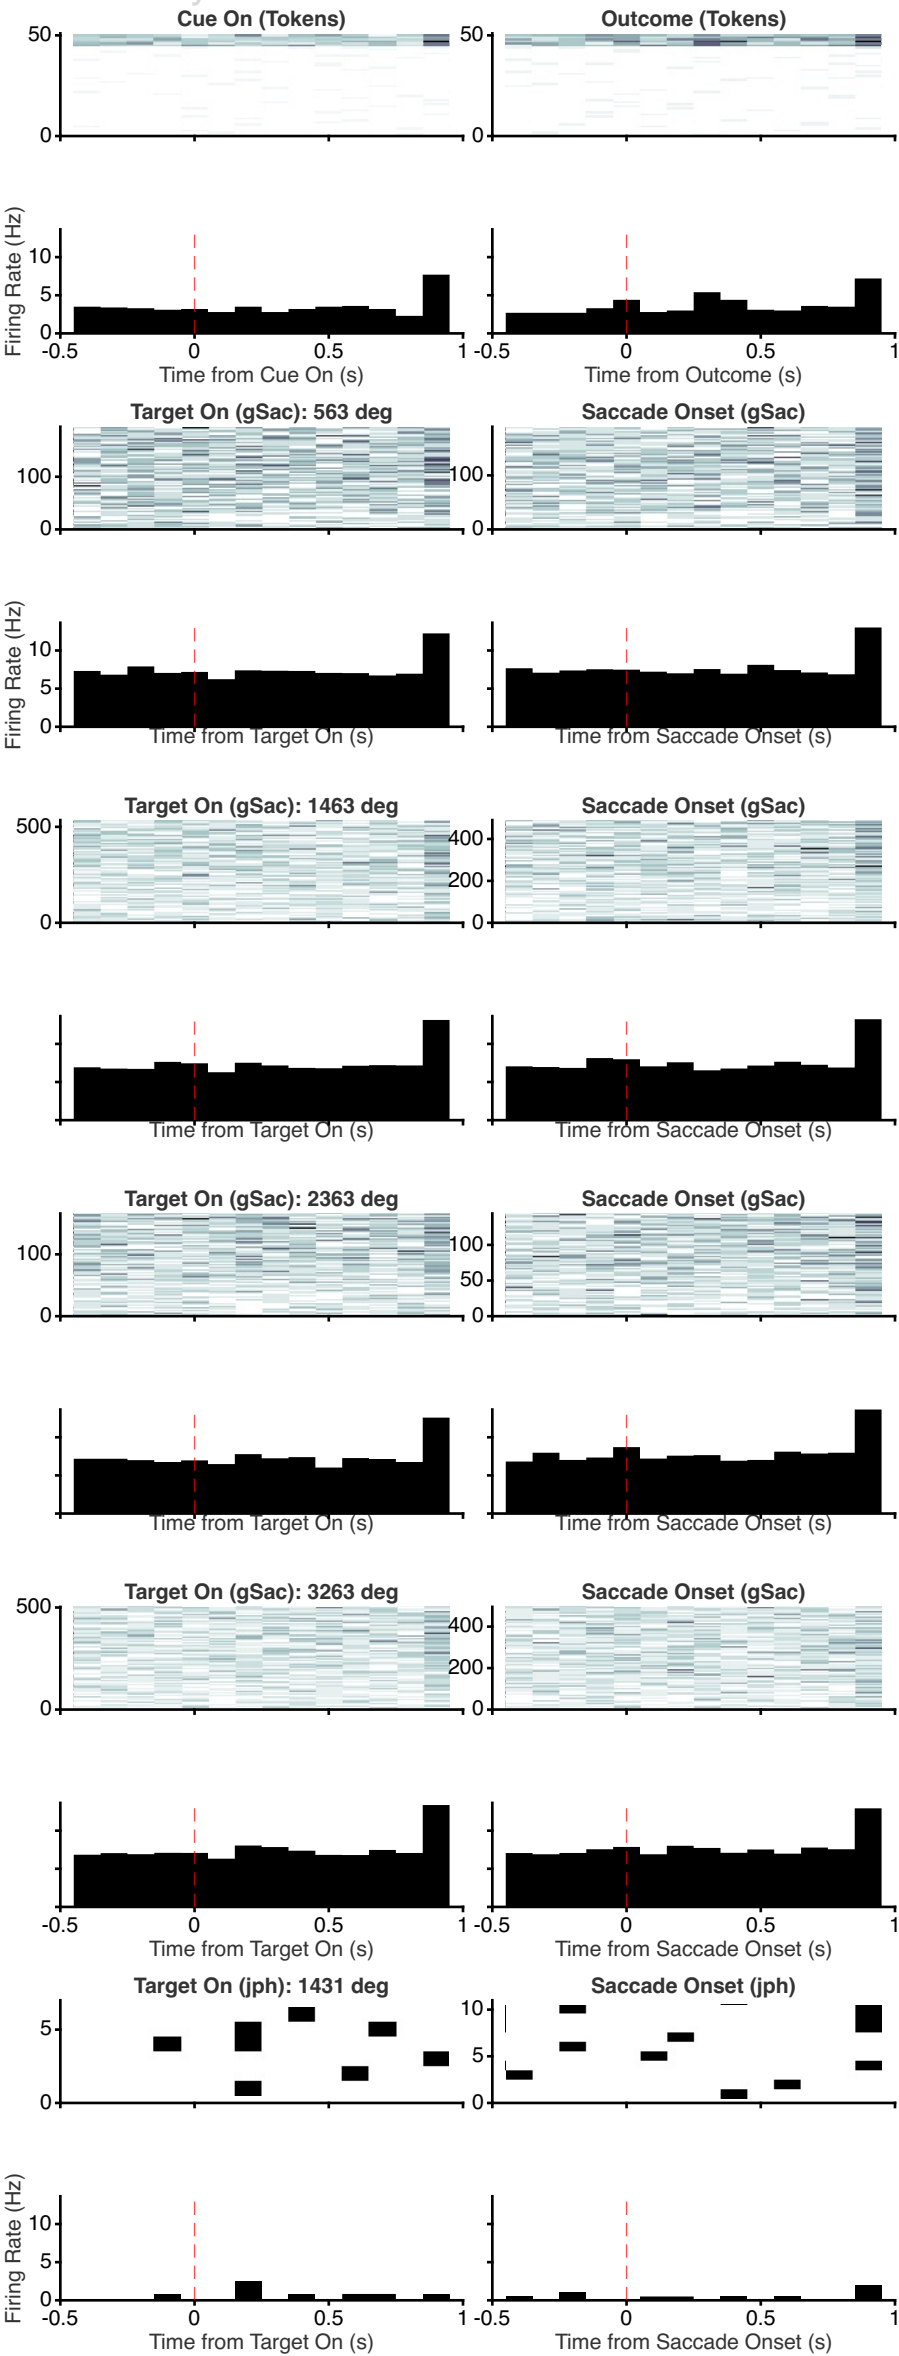 Cue On (Tokens) Outcome (Tokens)
50 50
0 0
Firing Rate (Hz)
10
5
0
-0.5 0 0.5 1 -0.5 0 0.5 1
Time from Cue On (s) Time from Outcome (s)
Target On (gSac): 563 deg Saccade Onset (gSac)
100 100
0 0
Firing Rate (Hz)
10
5
0
Time from Target On (s) Time from Saccade Onset (s)
Target On (gSac): 1463 deg Saccade Onset (gSac)
500 400
200
0 0
Time from Target On (s) Time from Saccade Onset (s)
Target On (gSac): 2363 deg Saccade Onset (gSac)
100 100
50
0 0
Time from Target On (s) Time from Saccade Onset (s)
Target On (gSac): 3263 deg Saccade Onset (gSac)
500 400
200
0 0
-0.5 0 0.5 1 -0.5 0 0.5 1
Time from Target On (s) Time from Saccade Onset (s)
Target On (jph): 1431 deg Saccade Onset (jph)
10
5 5
0 0
Firing Rate (Hz)
10
5
0
-0.5 0 0.5 1 -0.5 0 0.5 1
Time from Target On (s) Time from Saccade Onset (s)